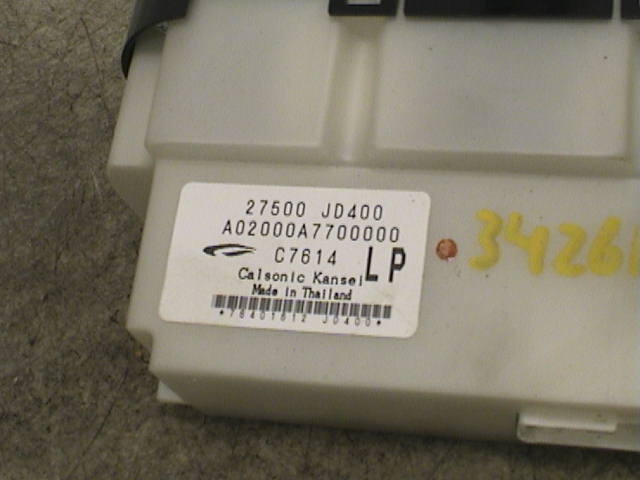 27500 JD400
A02000A7700000
C7614 LP
Calsonic Kansei
Made in Thailand
*78401612 JD400*
3426